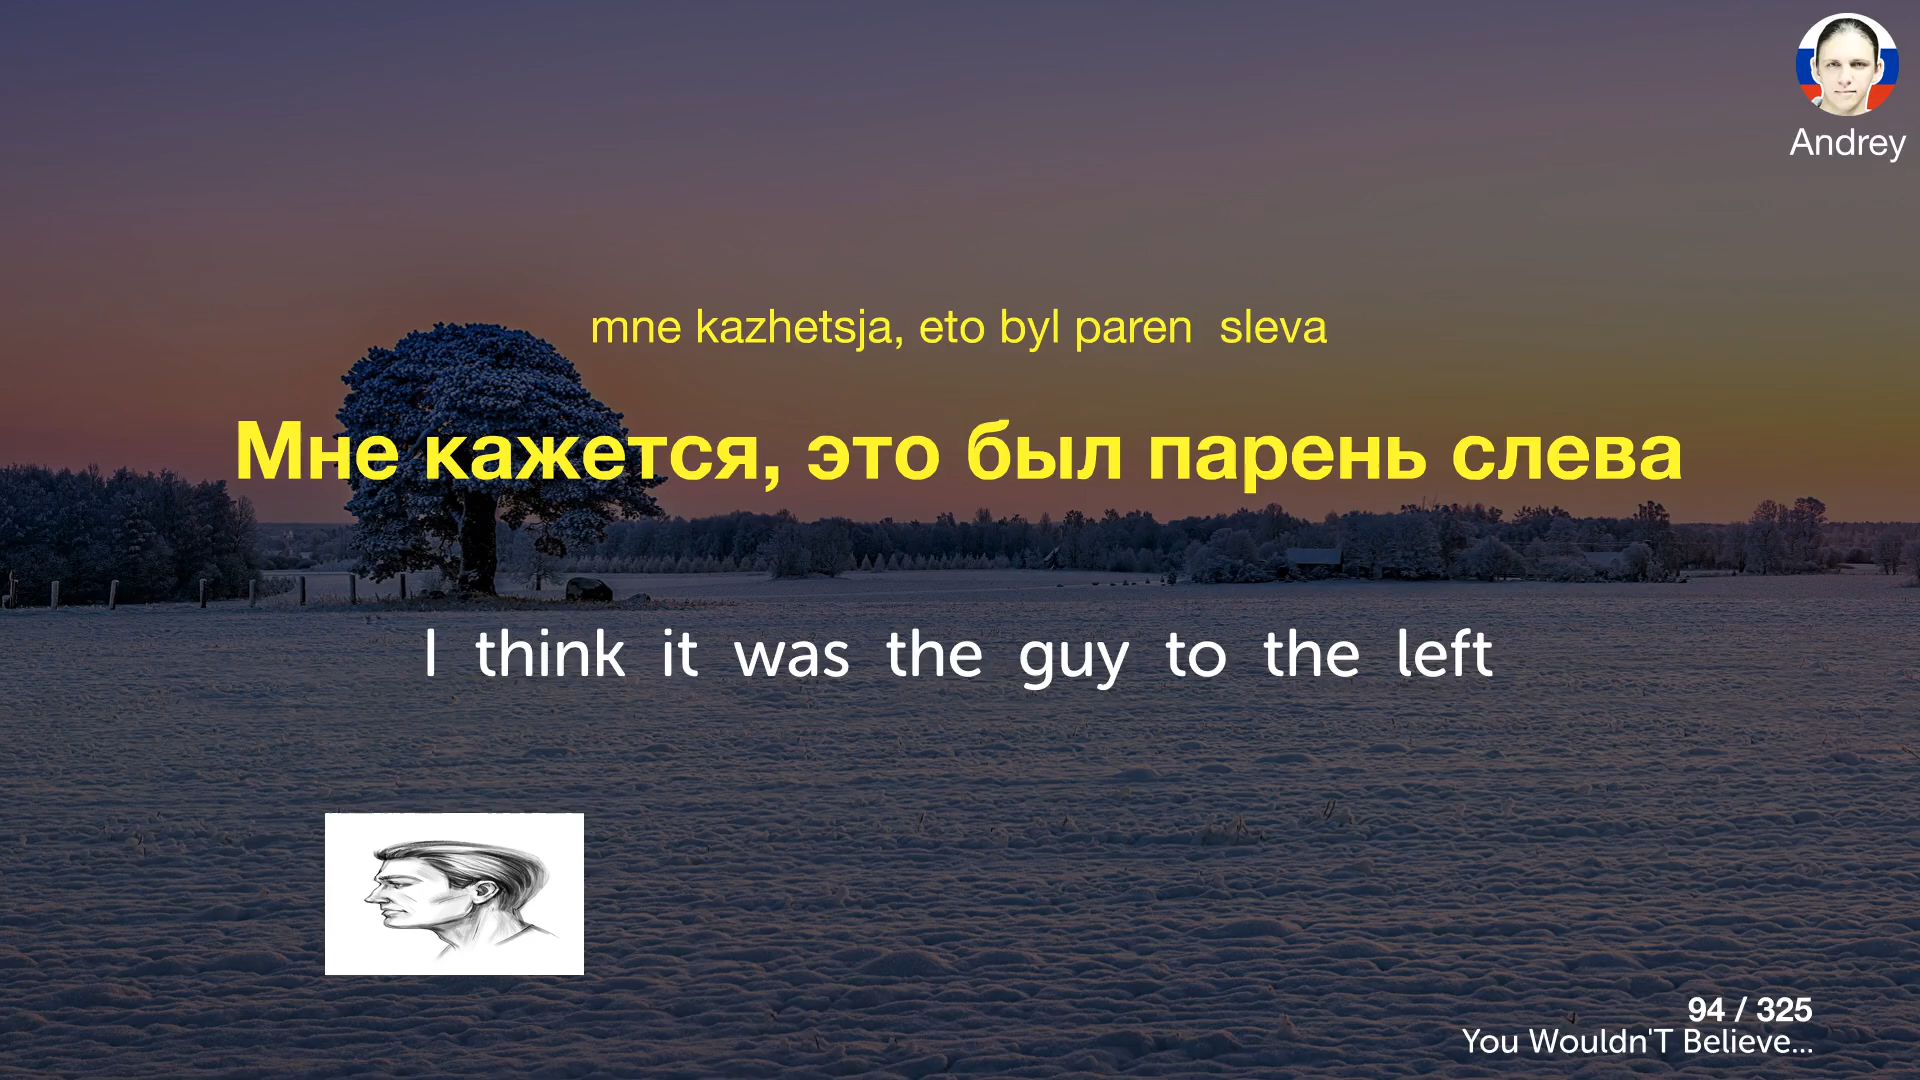 Andrey
mne kazhetsja, eto byl paren  sleva
Мне кажется, это был парень слева
I think it was the guy to the left
94 / 325
You Wouldn'T Believe...